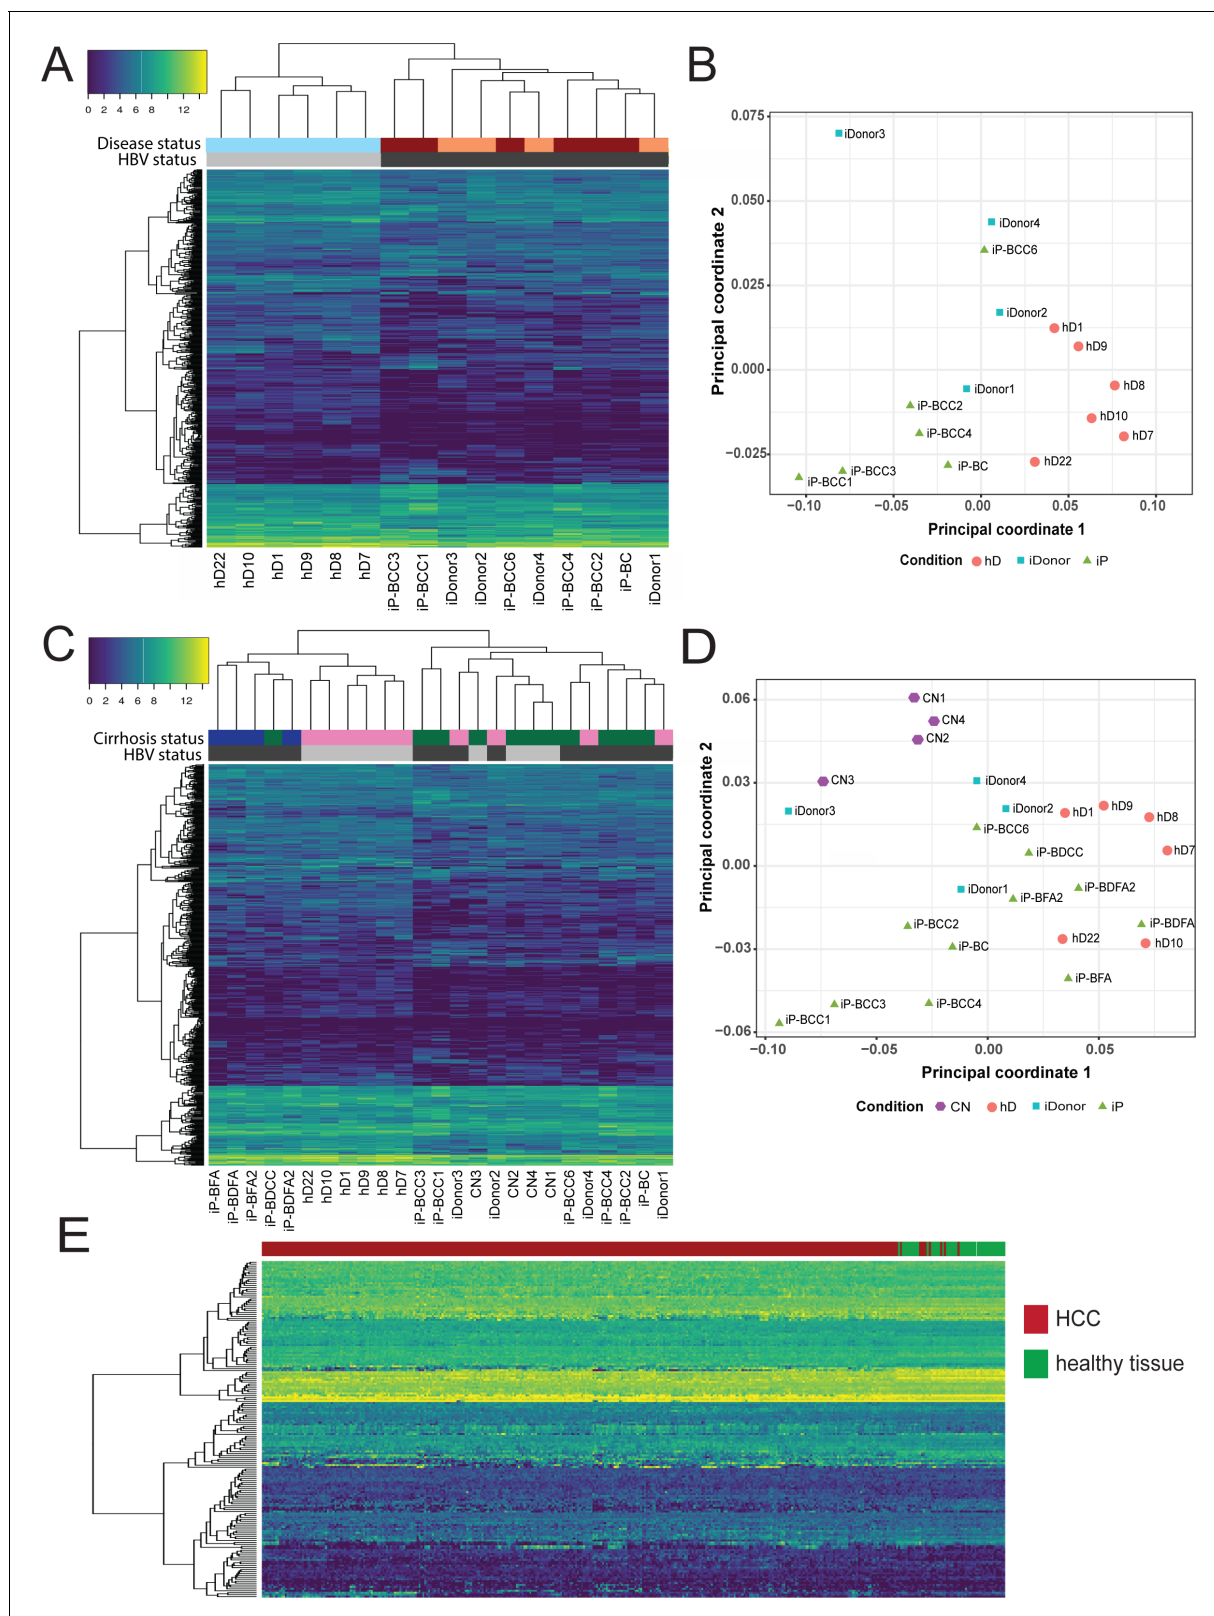 A
0 2 4 6 8 12
Disease status
HBV status
hD22 hD10 hD1 hD9 hD8 hD7 iP-BCC3 iP-BCC1 iDonor3 iDonor2 iP-BCC6 iDonor4 iP-BCC4 iP-BCC2 iP-BC iDonor1
B
Principal coordinate 2
0.075
0.050
0.025
0.000
−0.025
iDonor3
iDonor4
iP-BCC6
iDonor2
hD1
hD9
hD8
iDonor1
iP-BCC2
hD10
iP-BCC4
hD7
iP-BC
hD22
iP-BCC3
iP-BCC1
−0.10 −0.05 0.00 0.05 0.10
Principal coordinate 1
Condition hD iDonor iP
C
0 2 4 6 8 12
Cirrhosis status
HBV status
iP-BFA iP-BDFA iP-BFA2 iP-BDCC iP-BDFA2 hD22 hD10 hD1 hD9 hD8 hD7 iP-BCC3 iP-BCC1 iDonor3 CN3 iDonor2 CN2 CN4 CN1 iP-BCC6 iDonor4 iP-BCC4 iP-BCC2 iP-BC iDonor1
D
Principal coordinate 2
0.06
0.03
0.00
−0.03
−0.06
CN1
CN4
CN2
CN3
iDonor4
iDonor3
iDonor2
hD1
hD9
hD8
iP-BCC6
iP-BDCC
hD7
iDonor1
iP-BFA2
iP-BDFA2
iP-BCC2
iP-BDFA
iP-BC
hD22
hD10
iP-BFA
iP-BCC3
iP-BCC4
iP-BCC1
−0.10 −0.05 0.00 0.05
Principal coordinate 1
Condition CN hD iDonor iP
E
HCC
healthy tissue